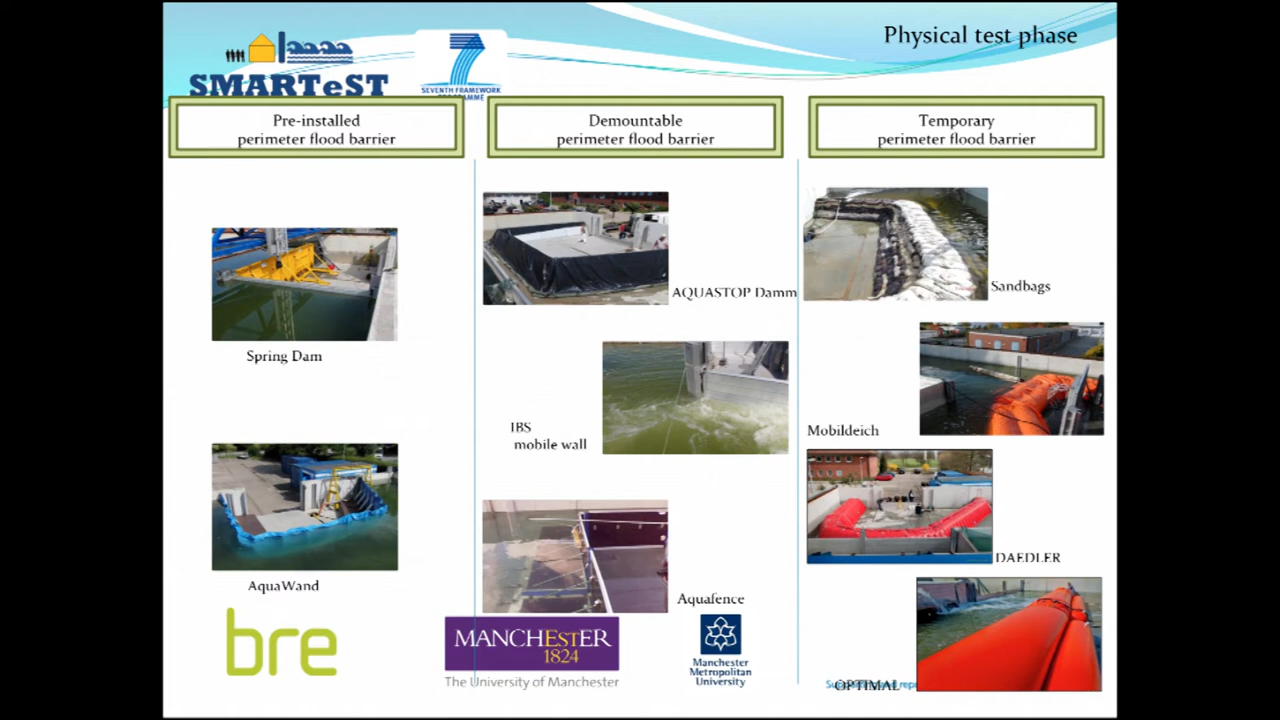 Physical test phase
SMARTeST
SEVENTH FRAMEWORK
PROGRAMME
Pre-installed
perimeter flood barrier
Demountable
perimeter flood barrier
Temporary
perimeter flood barrier
Spring Dam
AquaWand
AQUASTOP Damm
IBS
mobile wall
Aquafence
Sandbags
Mobildeich
DAEDLER
OPTIMAL
bre
MANCHESTER
1824
The University of Manchester
Manchester
Metropolitan
University